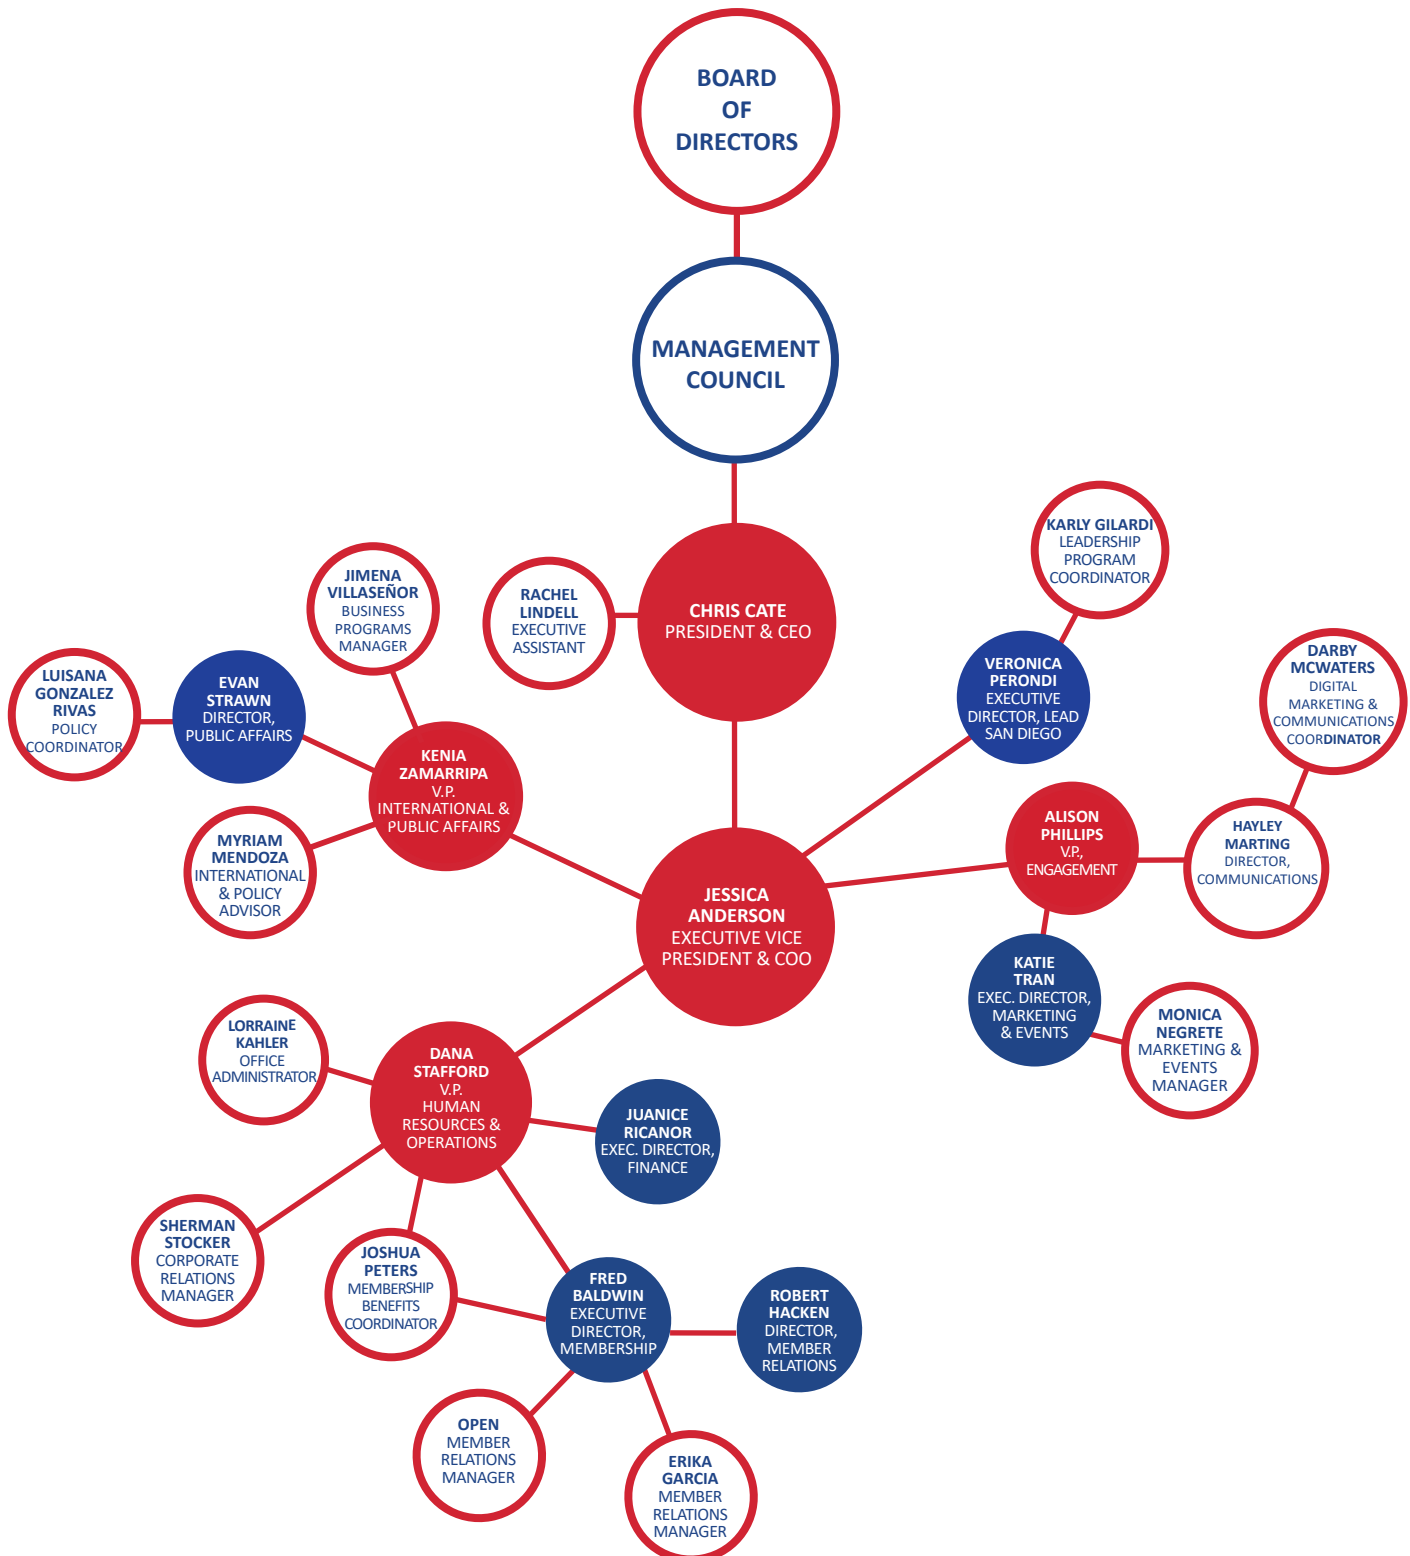 BOARD
OF
DIRECTORS
MANAGEMENT
COUNCIL
CHRIS CATE
PRESIDENT & CEO
RACHEL
LINDELL
EXECUTIVE
ASSISTANT
JESSICA
ANDERSON
EXECUTIVE VICE
PRESIDENT & COO
KENIA
ZAMARRIPA
V.P.
INTERNATIONAL &
PUBLIC AFFAIRS
JIMENA
VILLASEÑOR
BUSINESS
PROGRAMS
MANAGER
EVAN
STRAWN
DIRECTOR,
PUBLIC AFFAIRS
LUISANA
GONZALEZ
RIVAS
POLICY
COORDINATOR
MYRIAM
MENDOZA
INTERNATIONAL
& POLICY
ADVISOR
KARLY GILARDI
LEADERSHIP
PROGRAM
COORDINATOR
VERONICA
PERONDI
EXECUTIVE
DIRECTOR, LEAD
SAN DIEGO
DARBY
MCWATERS
DIGITAL
MARKETING &
COMMUNICATIONS
COORDINATOR
ALISON
PHILLIPS
V.P.,
ENGAGEMENT
HAYLEY
MARTING
DIRECTOR,
COMMUNICATIONS
KATIE
TRAN
EXEC. DIRECTOR,
MARKETING
& EVENTS
MONICA
NEGRETE
MARKETING &
EVENTS
MANAGER
LORRAINE
KAHLER
OFFICE
ADMINISTRATOR
DANA
STAFFORD
V.P.
HUMAN
RESOURCES &
OPERATIONS
JUANICE
RICANOR
EXEC. DIRECTOR,
FINANCE
SHERMAN
STOCKER
CORPORATE
RELATIONS
MANAGER
JOSHUA
PETERS
MEMBERSHIP
BENEFITS
COORDINATOR
FRED
BALDWIN
EXECUTIVE
DIRECTOR,
MEMBERSHIP
ROBERT
HACKEN
DIRECTOR,
MEMBER
RELATIONS
OPEN
MEMBER
RELATIONS
MANAGER
ERIKA
GARCIA
MEMBER
RELATIONS
MANAGER